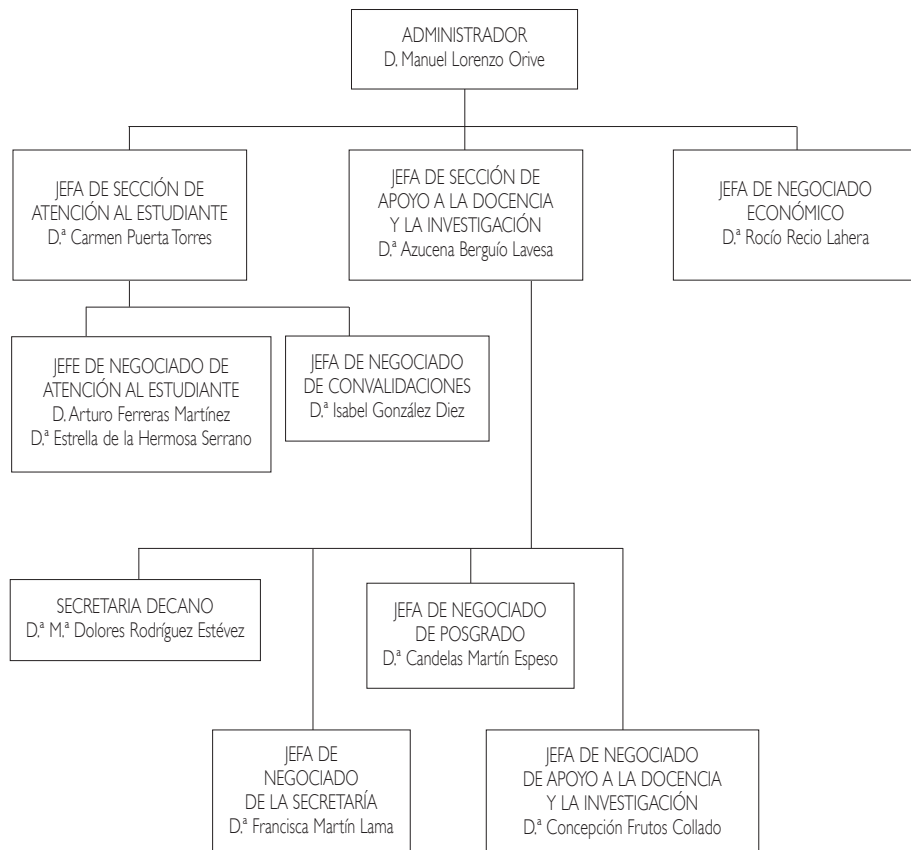 ADMINISTRADOR
D. Manuel Lorenzo Orive
JEFA DE SECCIÓN DE
ATENCIÓN AL ESTUDIANTE
D.ª Carmen Puerta Torres
JEFA DE SECCIÓN DE
APOYO A LA DOCENCIA
Y LA INVESTIGACIÓN
D.ª Azucena Berguío Lavesa
JEFA DE NEGOCIADO
ECONÓMICO
D.ª Rocío Recio Lahera
JEFE DE NEGOCIADO DE
ATENCIÓN AL ESTUDIANTE
D. Arturo Ferreras Martínez
D.ª Estrella de la Hermosa Serrano
JEFA DE NEGOCIADO
DE CONVALIDACIONES
D.ª Isabel González Diez
SECRETARIA DECANO
D.ª M.ª Dolores Rodríguez Estévez
JEFA DE NEGOCIADO
DE POSGRADO
D.ª Candelas Martín Espeso
JEFA DE
NEGOCIADO
DE LA SECRETARÍA
D.ª Francisca Martín Lama
JEFA DE NEGOCIADO
DE APOYO A LA DOCENCIA
Y LA INVESTIGACIÓN
D.ª Concepción Frutos Collado